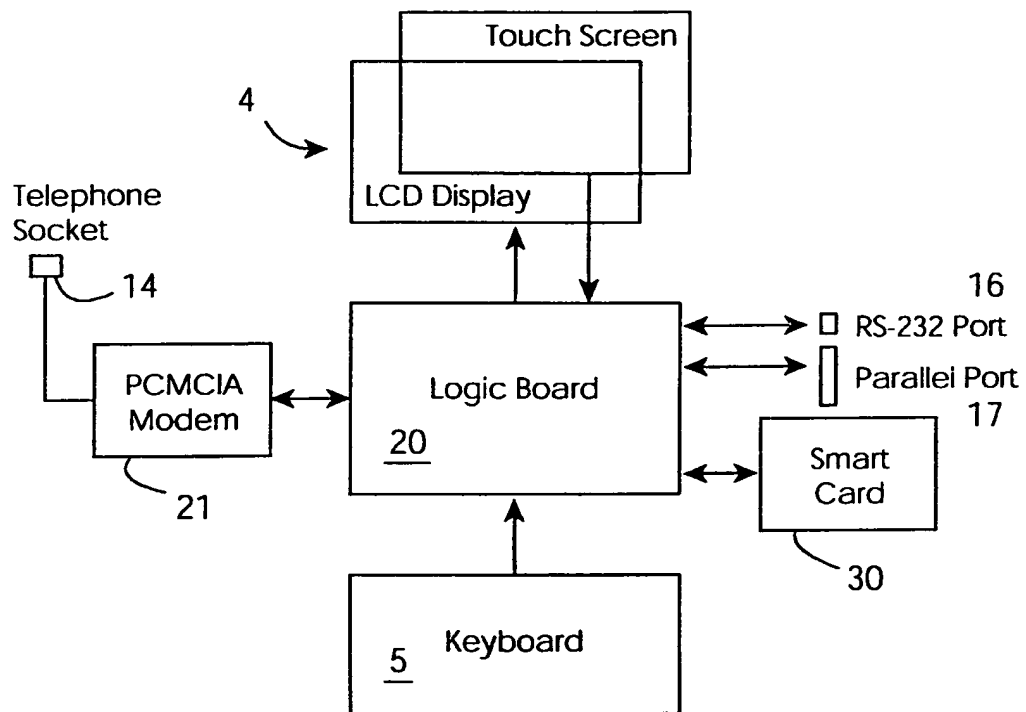 Touch Screen
4
LCD Display
Telephone
Socket
14
16
RS-232 Port
Parallel Port
17
PCMCIA
Modem
21
Logic Board
20
Smart
Card
30
Keyboard
5